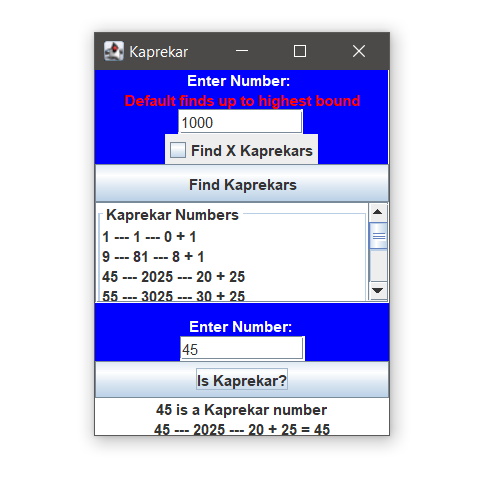 Kaprekar
Enter Number:
Default finds up to highest bound
1000
Find X Kaprekars
Find Kaprekars
Kaprekar Numbers
1 --- 1 --- 0 + 1
9 --- 81 --- 8 + 1
45 --- 2025 --- 20 + 25
55 --- 3025 --- 30 + 25
Enter Number:
45
Is Kaprekar?
45 is a Kaprekar number
45 --- 2025 --- 20 + 25 = 45